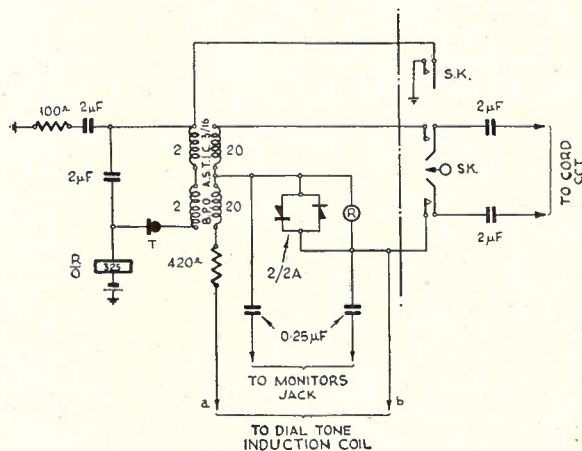 S.K.
100ω
2μF
2μF
2μF
2
20
B.P.O. A.S.T.I.C. 3/16
2
20
S.K.
2μF
TO CORD
CCT
2μF
T
R
O
325
420ω
R
2/2A
0·25μF
TO MONITORS
JACK
a
b
TO DIAL TONE
INDUCTION COIL